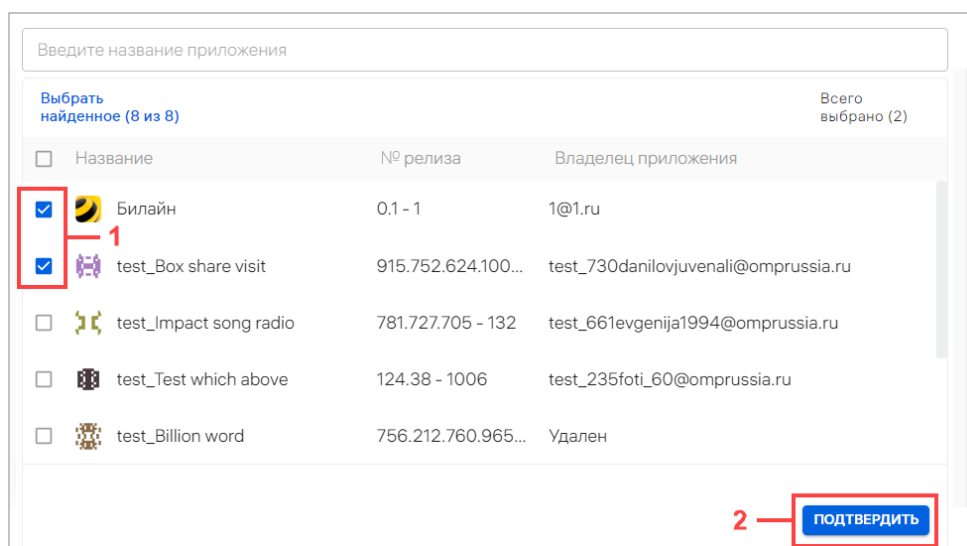 Введите название приложения
Выбрать
найденное (8 из 8)
Всего
выбрано (2)
Название № релиза Владелец приложения
Билайн 0.1 - 1 1@1.ru
1
test_Box share visit 915.752.624.100... test_730danilovjuvenali@omprussia.ru
test_Impact song radio 781.727.705 - 132 test_661evgenija1994@omprussia.ru
test_Test which above 124.38 - 1006 test_235foti_60@omprussia.ru
test_Billion word 756.212.760.965... Удален
2 ПОДТВЕРДИТЬ